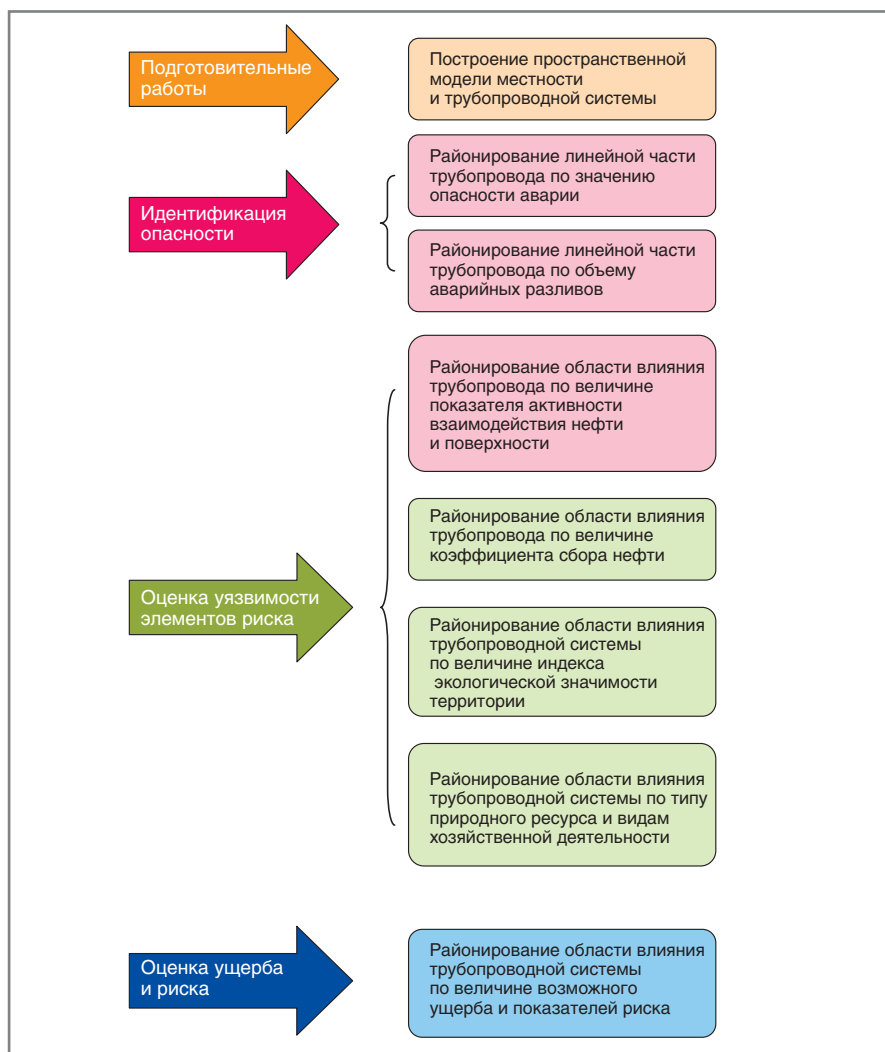 Подготовительные
работы
Построение пространственной
модели местности
и трубопроводной системы
Идентификация
опасности
Районирование линейной части
трубопровода по значению
опасности аварии
Районирование линейной части
трубопровода по объему
аварийных разливов
Оценка уязвимости
элементов риска
Районирование области влияния
трубопровода по величине
показателя активности
взаимодействия нефти
и поверхности
Районирование области влияния
трубопровода по величине
коэффициента сбора нефти
Районирование области влияния
трубопроводной системы
по величине индекса
экологической значимости
территории
Районирование области влияния
трубопроводной системы по типу
природного ресурса и видам
хозяйственной деятельности
Оценка ущерба
и риска
Районирование области влияния
трубопроводной системы
по величине возможного
ущерба и показателей риска